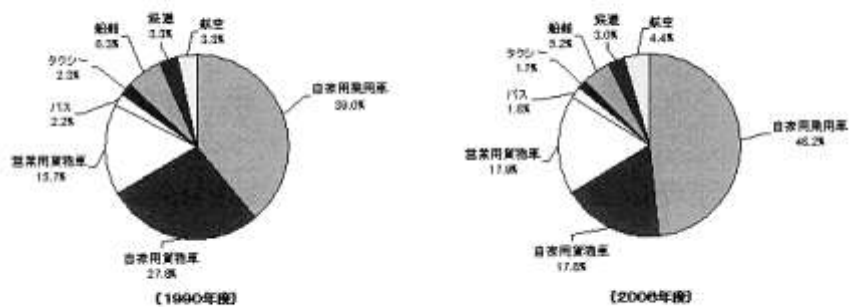 船舶
6.3%
鉄道
3.3%
航空
3.3%
タクシー
2.3%
バス
2.2%
営業用貨物車
15.7%
自家用乗用車
39.0%
自家用貨物車
27.8%
〔1990年度〕
船舶
5.2%
鉄道
3.0%
航空
4.4%
タクシー
1.7%
バス
営業用貨物車
17.9%
自家用乗用車
48.2%
自家用貨物車
17.8%
〔2006年度〕